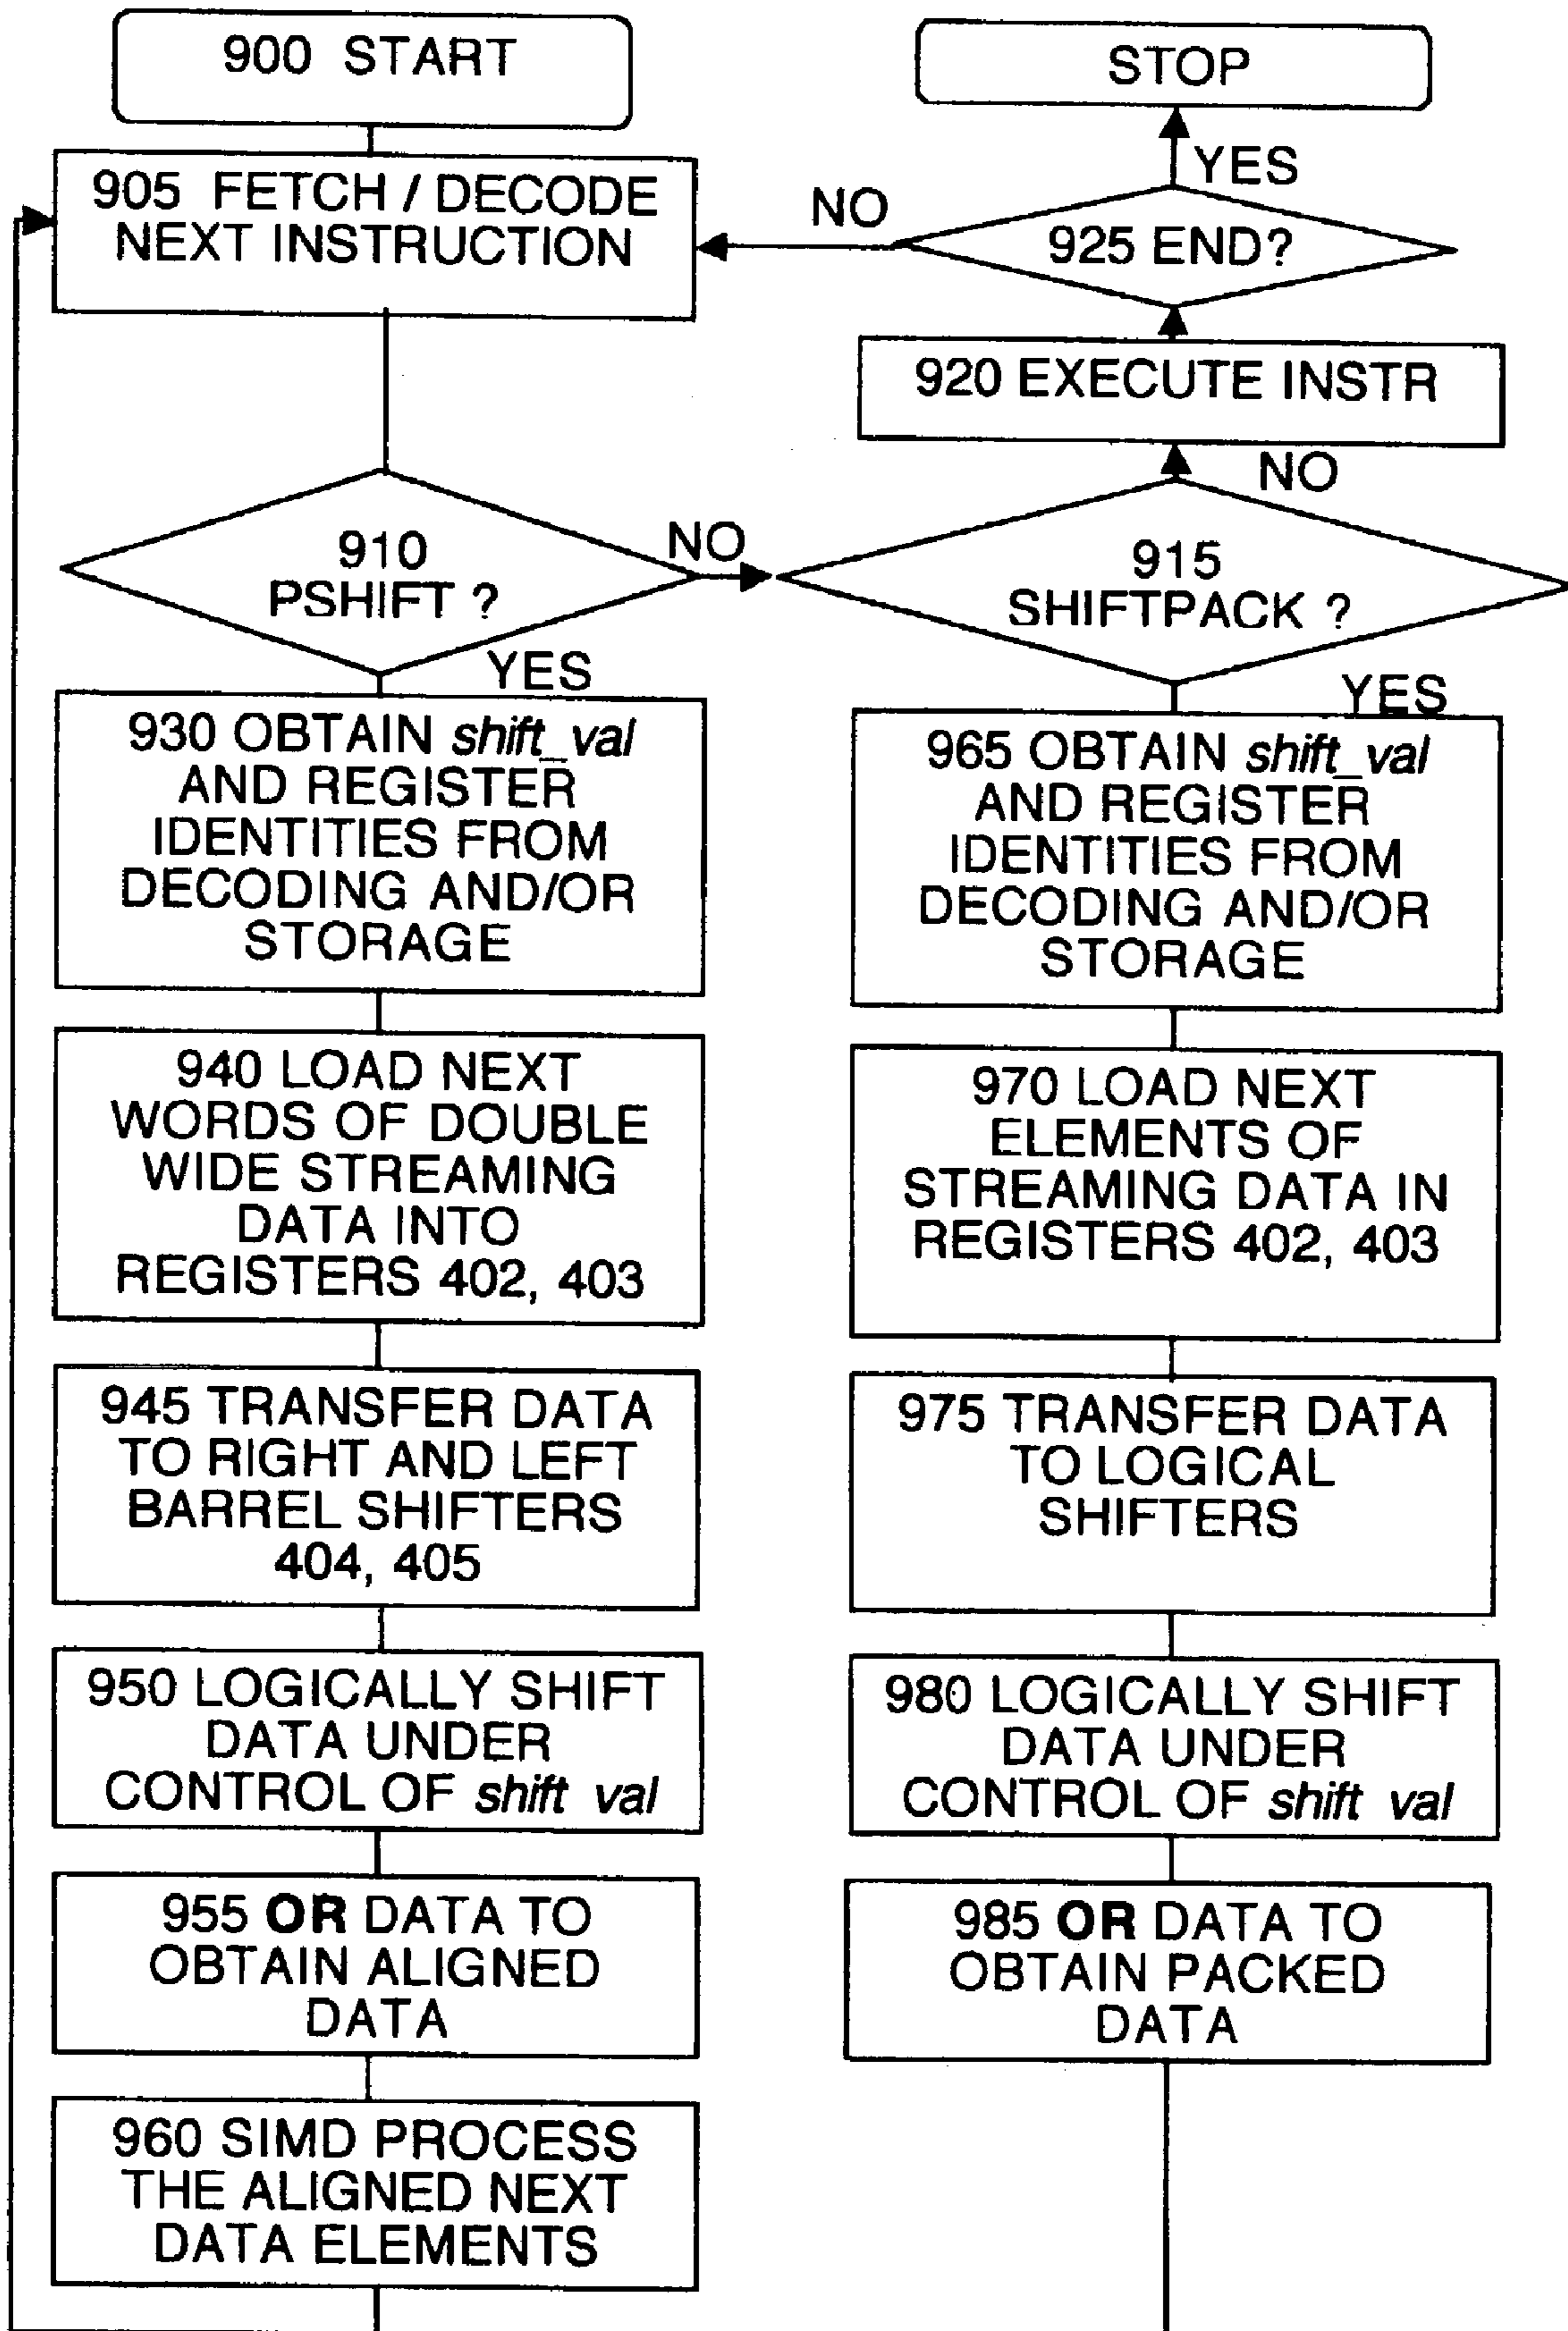 900 START
905 FETCH / DECODE
NEXT INSTRUCTION
910
PSHIFT ?
NO
YES
930 OBTAIN shift_val
AND REGISTER
IDENTITIES FROM
DECODING AND/OR
STORAGE
940 LOAD NEXT
WORDS OF DOUBLE
WIDE STREAMING
DATA INTO
REGISTERS 402, 403
945 TRANSFER DATA
TO RIGHT AND LEFT
BARREL SHIFTERS
404, 405
950 LOGICALLY SHIFT
DATA UNDER
CONTROL OF shift val
955 OR DATA TO
OBTAIN ALIGNED
DATA
960 SIMD PROCESS
THE ALIGNED NEXT
DATA ELEMENTS
STOP
YES
NO
925 END?
920 EXECUTE INSTR
NO
915
SHIFTPACK ?
YES
965 OBTAIN shift_val
AND REGISTER
IDENTITIES FROM
DECODING AND/OR
STORAGE
970 LOAD NEXT
ELEMENTS OF
STREAMING DATA IN
REGISTERS 402, 403
975 TRANSFER DATA
TO LOGICAL
SHIFTERS
980 LOGICALLY SHIFT
DATA UNDER
CONTROL OF shift val
985 OR DATA TO
OBTAIN PACKED
DATA